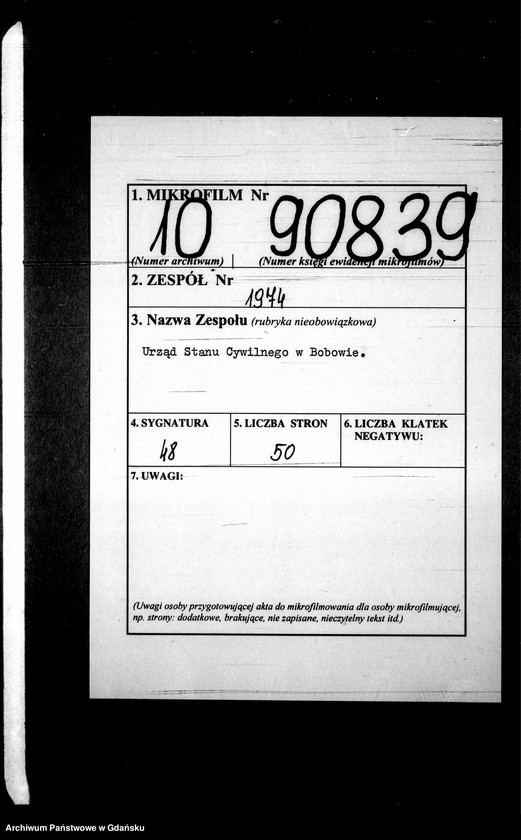 1. MIKROFILM Nr
10 90839
(Numer archiwum) (Numer księgi ewidencji mikrofilmów)
2. ZESPÓŁ Nr
1974
3. Nazwa Zespołu (rubryka nieobowiązkowa)
Urząd Stanu Cywilnego w Bobowie.
4. SYGNATURA 5. LICZBA STRON 6. LICZBA KLATEK
NEGATYWU:
48 50
7. UWAGI:
(Uwagi osoby przygotowującej akta do mikrofilmowania dla osoby mikrofilmującej,
np. strony: dodatkowe, brakujące, nie zapisane, nieczytelny tekst itd.)
Archiwum Państwowe w Gdańsku